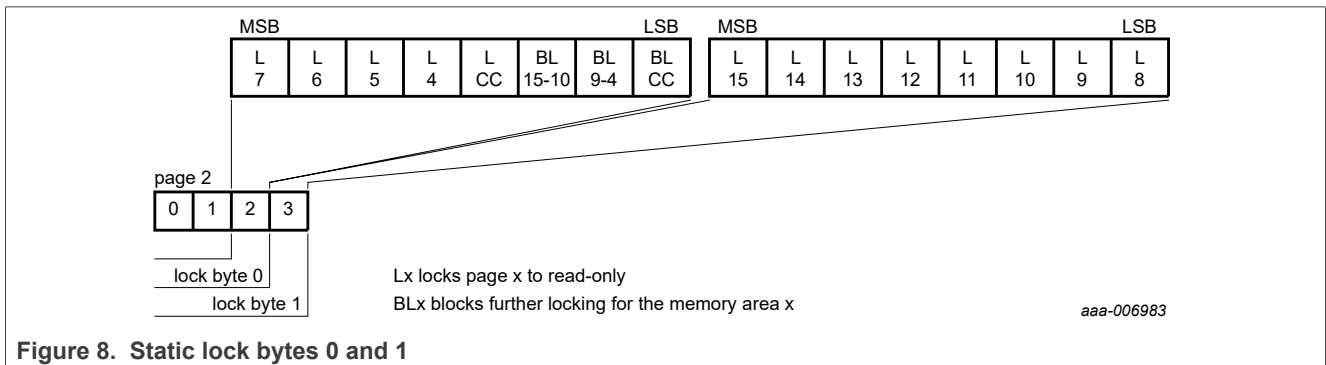 MSB LSB MSB LSB
L L L L L BL BL BL L L L L L L L L
7 6 5 4 CC 15-10 9-4 CC 15 14 13 12 11 10 9 8
page 2
0 1 2 3
lock byte 0 Lx locks page x to read-only
lock byte 1 BLx blocks further locking for the memory area x aaa-006983
Figure 8. Static lock bytes 0 and 1